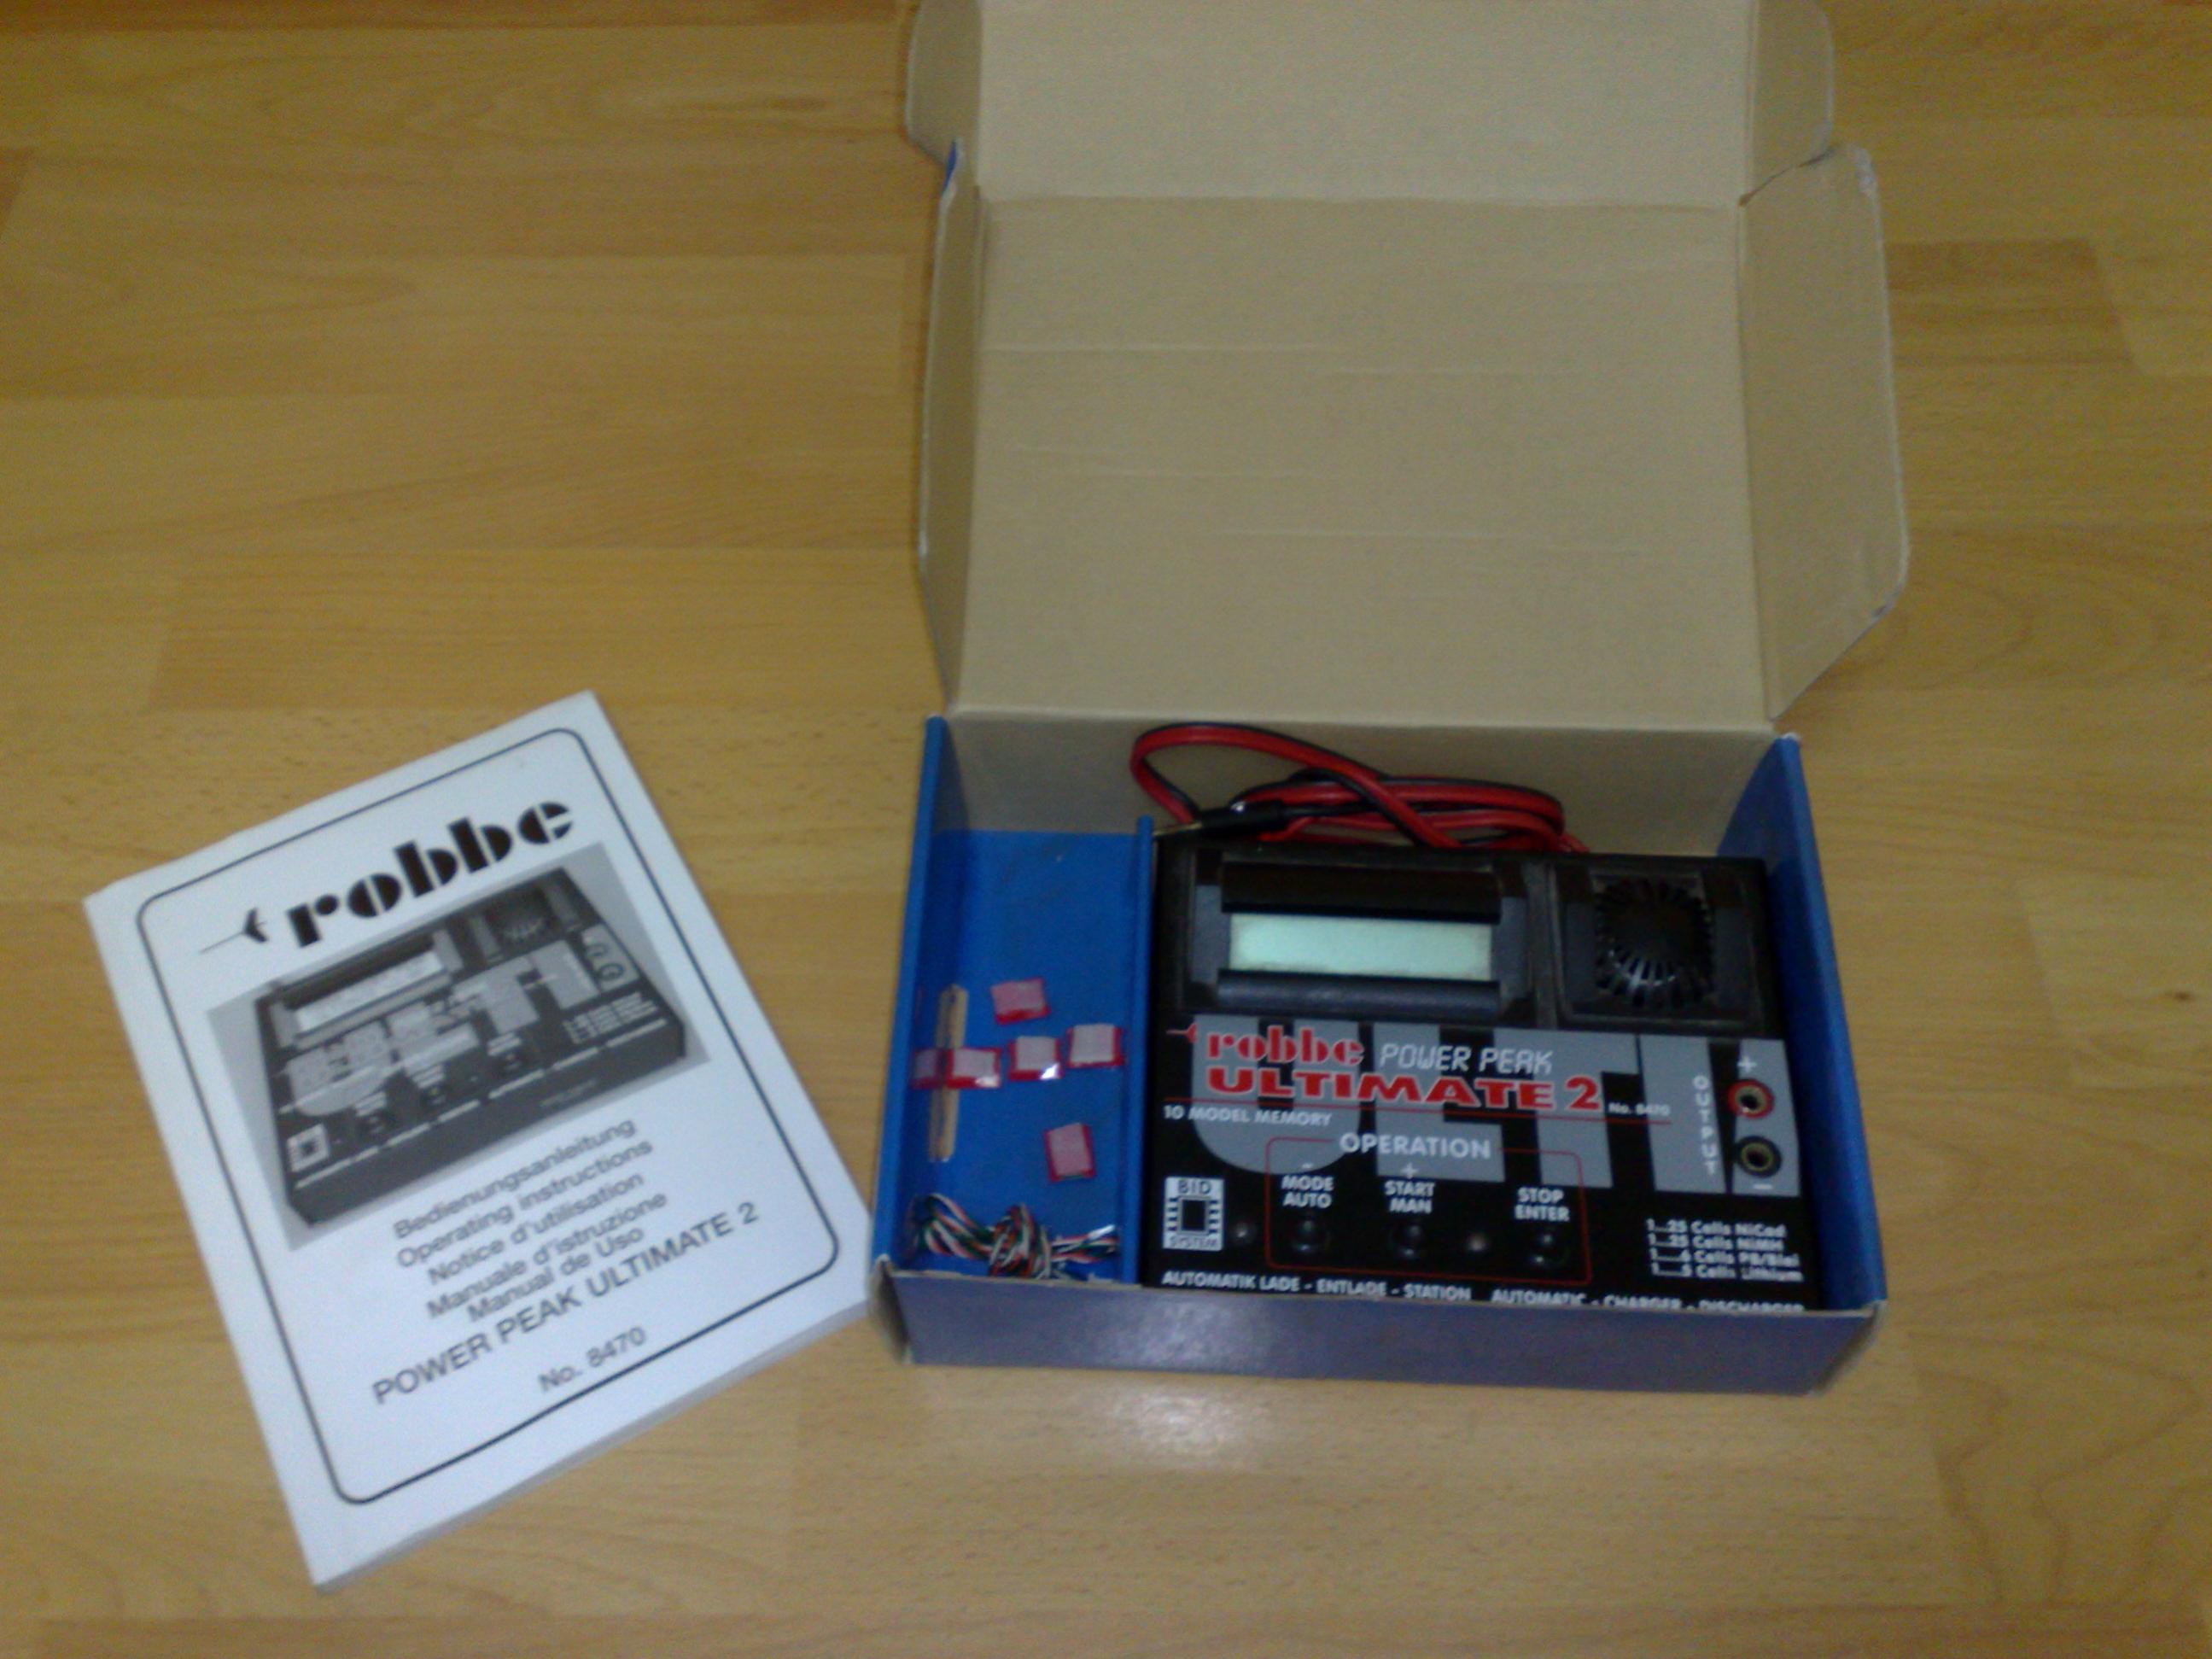 robbe
Bedienungsanleitung
Operating instructions
Notice d'utilisation
Manuale d'istruzione
Manual de Uso
POWER PEAK ULTIMATE 2
No. 8470
robbe POWER PEAK
ULTIMATE 2 No. 8470
10 MODEL MEMORY
ULTI
OPERATION
- + 
MODE AUTO
START MAN
STOP ENTER
BID SYSTEM
+
OUTPUT
-
1...25 Cells NiCad
1...25 Cells NiMH
1....6 Cells PB/Blei
1....5 Cells Lithium
AUTOMATIK LADE - ENTLADE - STATION AUTOMATIC - CHARGER - DISCHARGER